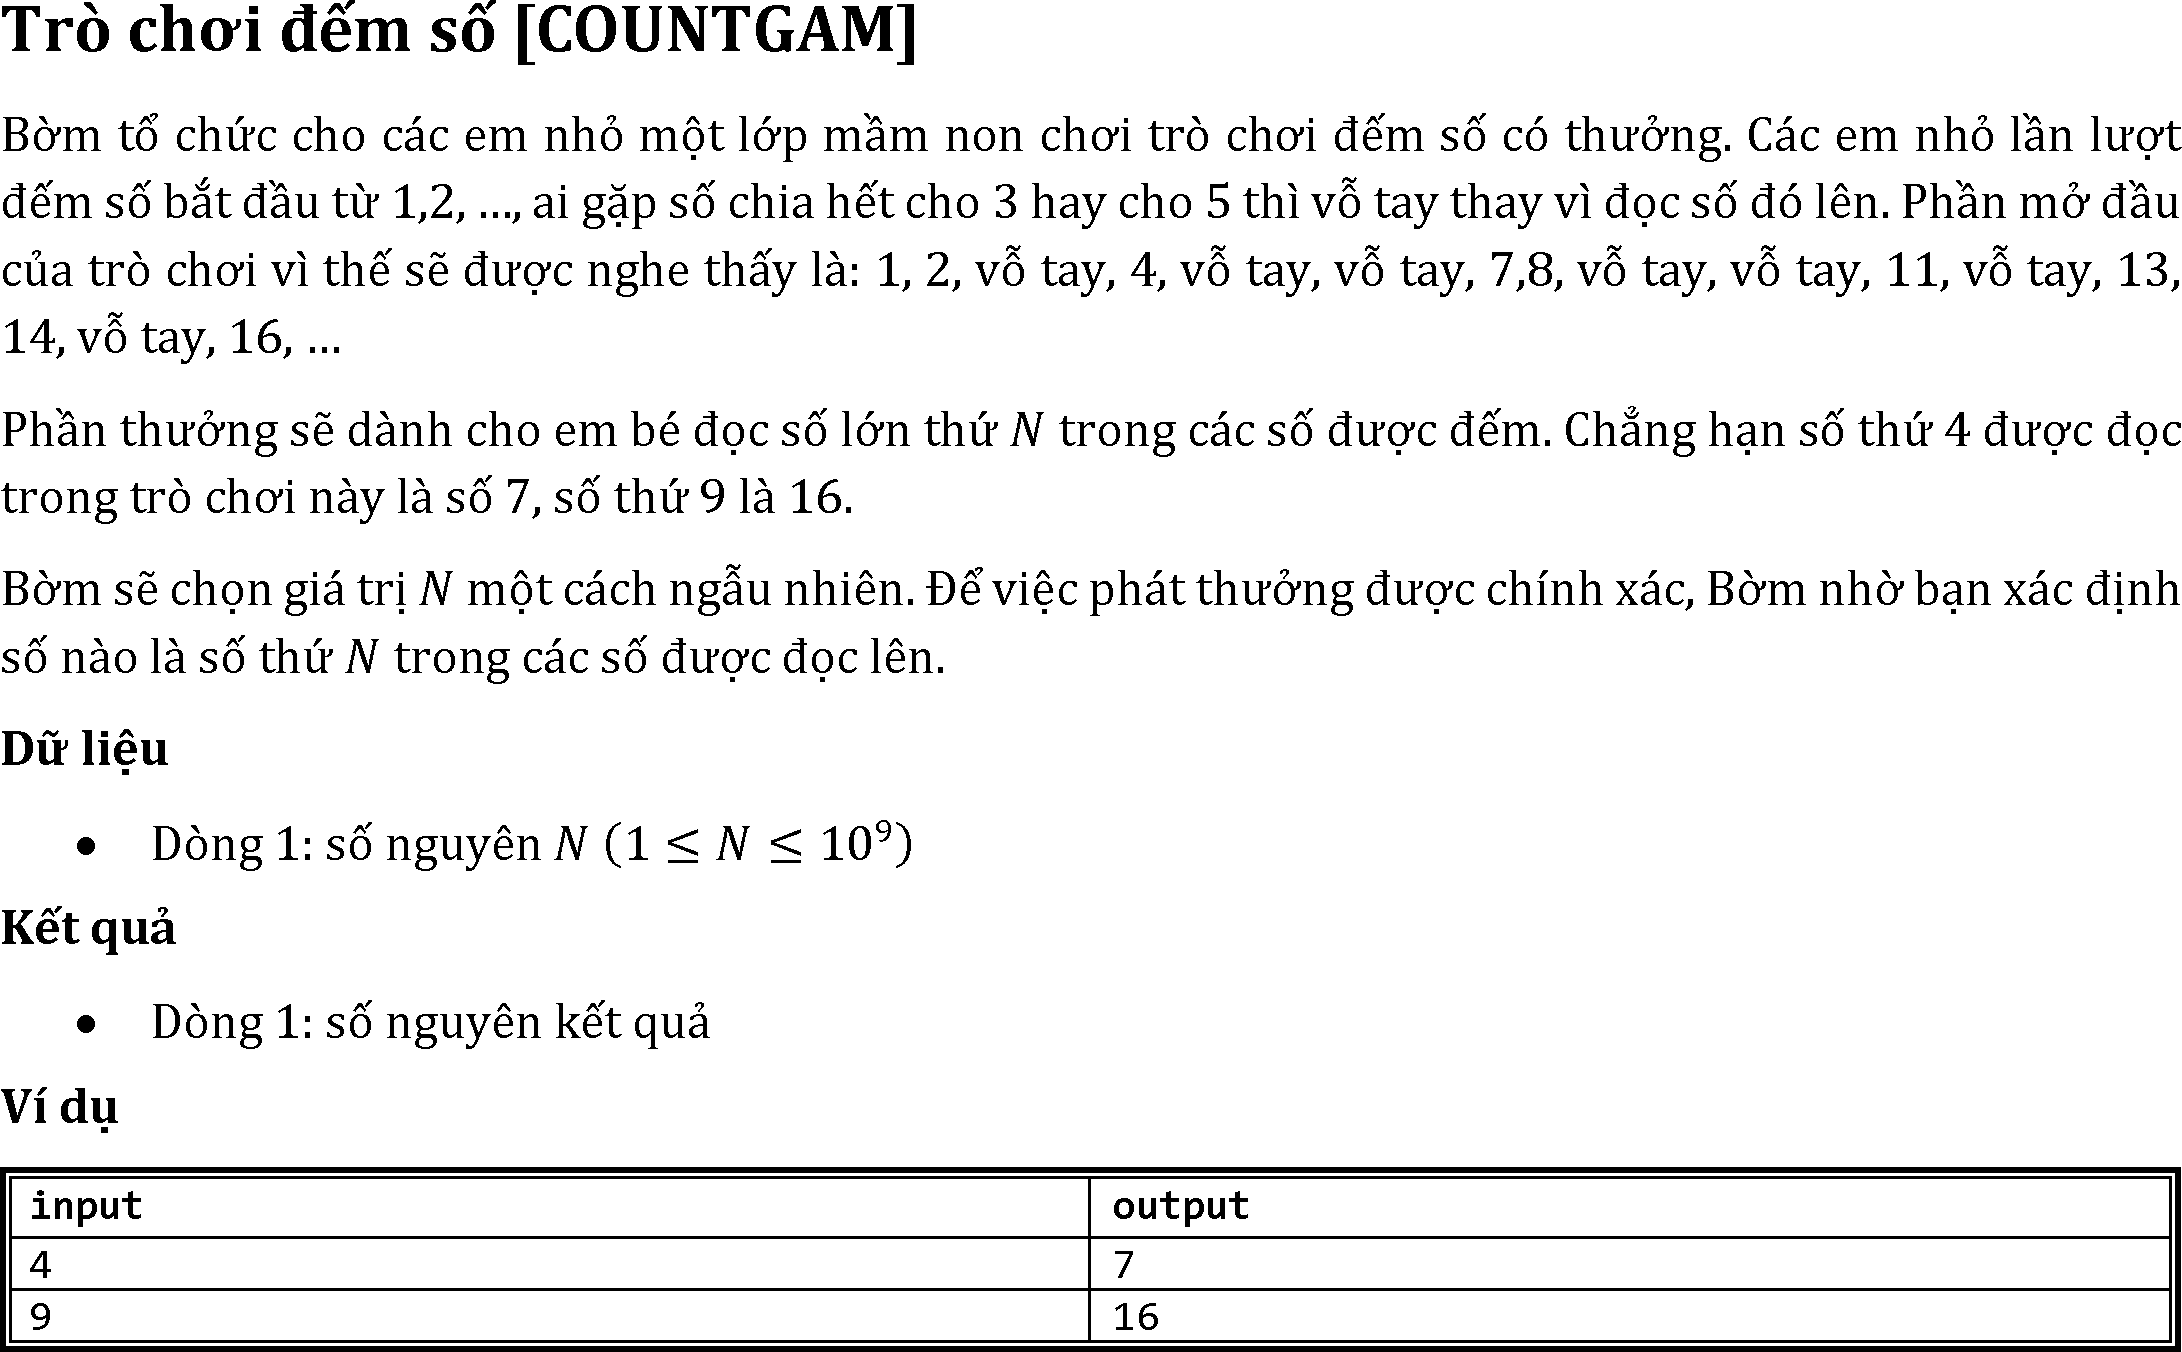 Trò chơi đếm số [COUNTGAM]
Bờm tổ chức cho các em nhỏ một lớp mầm non chơi trò chơi đếm số có thưởng. Các em nhỏ lần lượt
đếm số bắt đầu từ 1,2, ..., ai gặp số chia hết cho 3 hay cho 5 thì vỗ tay thay vì đọc số đó lên. Phần mở đầu
của trò chơi vì thế sẽ được nghe thấy là: 1, 2, vỗ tay, 4, vỗ tay, vỗ tay, 7,8, vỗ tay, vỗ tay, 11, vỗ tay, 13,
14, vỗ tay, 16, ...
Phần thưởng sẽ dành cho em bé đọc số lớn thứ N trong các số được đếm. Chẳng hạn số thứ 4 được đọc
trong trò chơi này là số 7, số thứ 9 là 16.
Bờm sẽ chọn giá trị N một cách ngẫu nhiên. Để việc phát thưởng được chính xác, Bờm nhờ bạn xác định
số nào là số thứ N trong các số được đọc lên.
Dữ liệu
• Dòng 1: số nguyên N (1 ≤ N ≤ 10⁹)
Kết quả
• Dòng 1: số nguyên kết quả
Ví dụ
input output
4 7
9 16